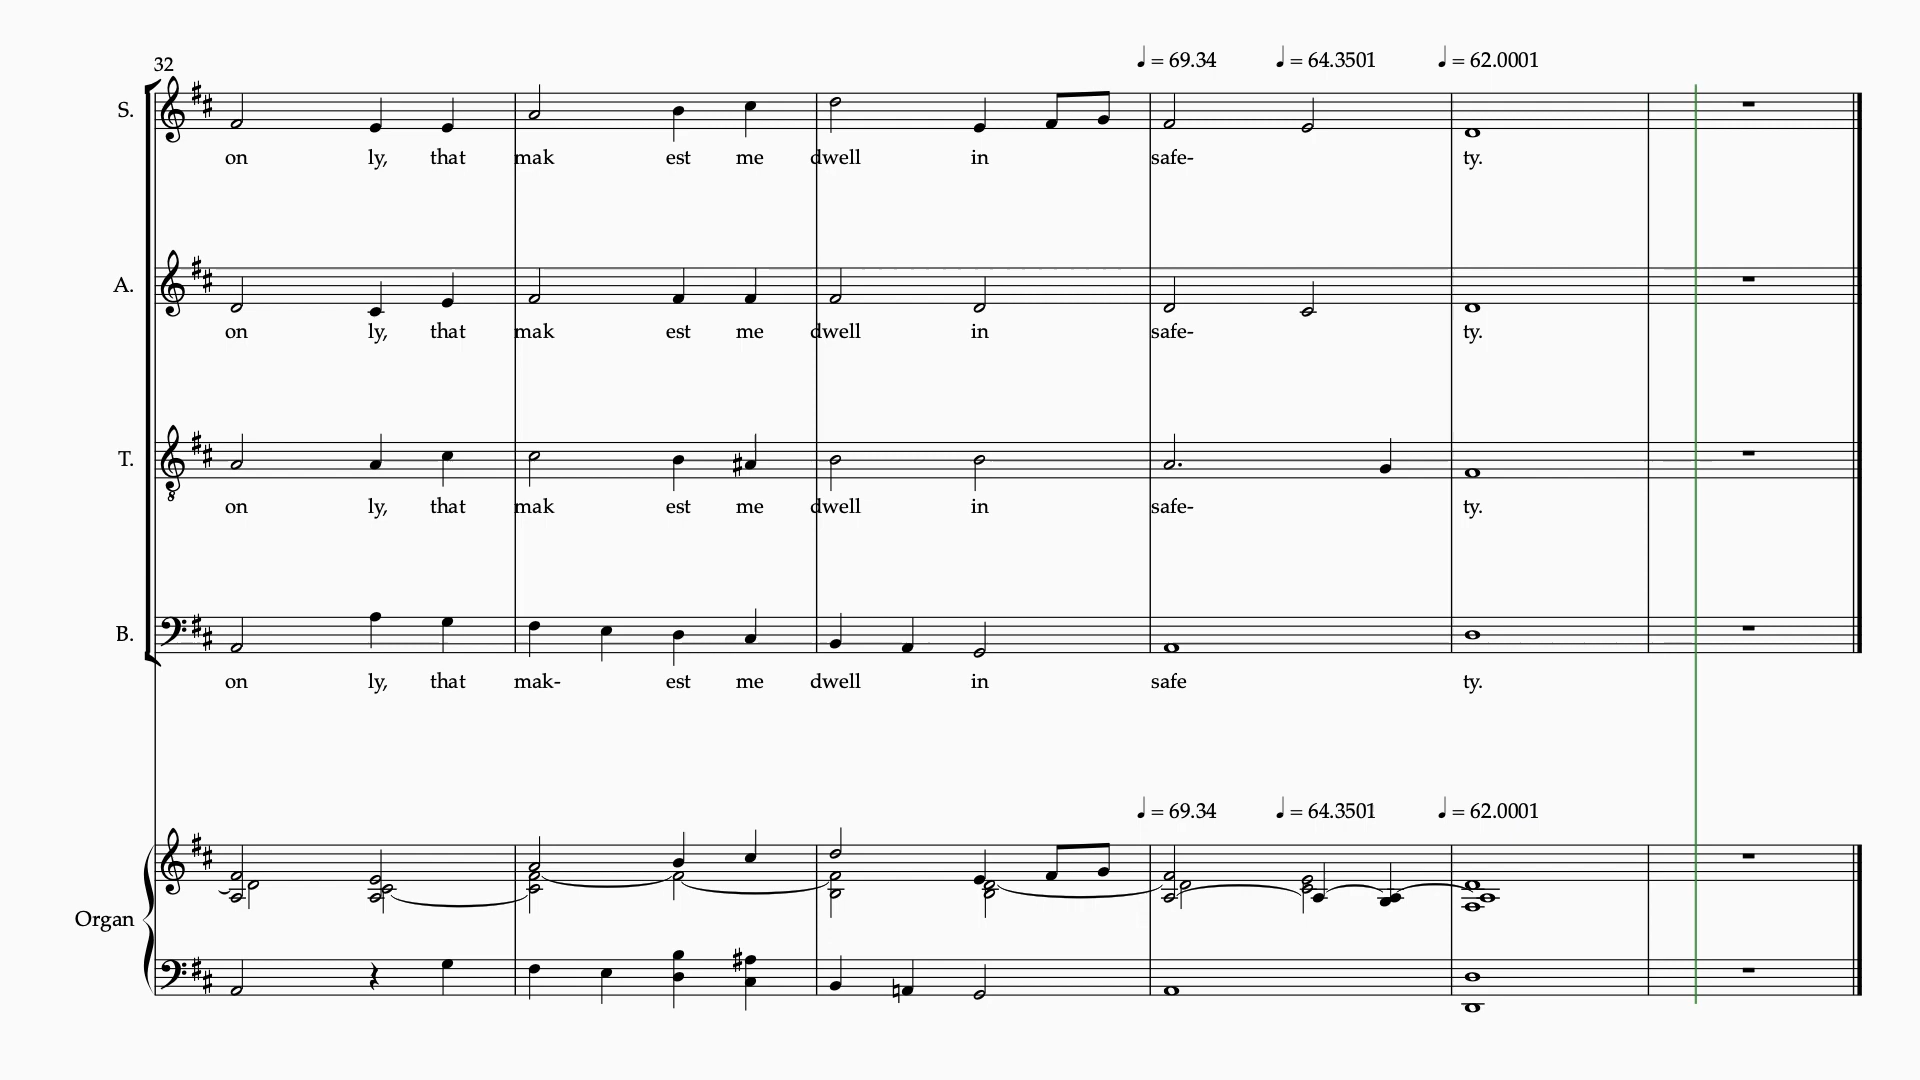 32
♩ = 69.34 ♩ = 64.3501 ♩ = 62.0001
S.
on ly, that mak est me dwell in safe- ty.
A.
on ly, that mak est me dwell in safe- ty.
T.
on ly, that mak est me dwell in safe- ty.
B.
on ly, that mak- est me dwell in safe ty.
♩ = 69.34 ♩ = 64.3501 ♩ = 62.0001
Organ